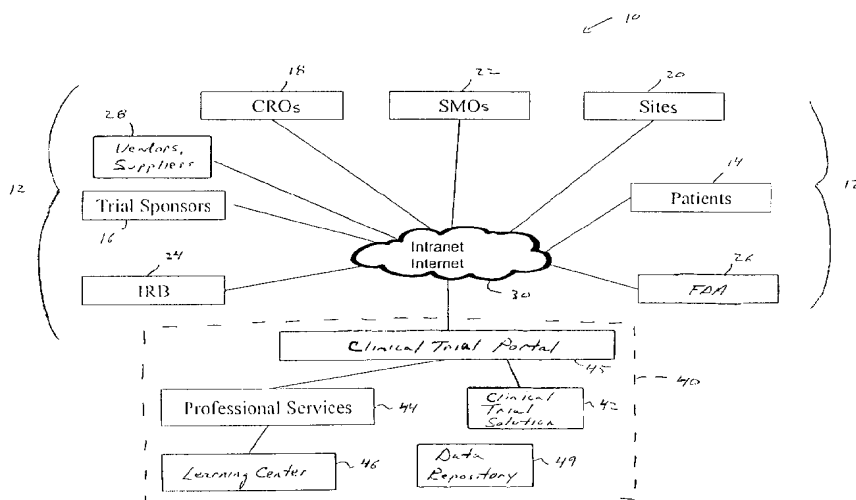 10
18
22
20
CROs
SMOs
Sites
28
Vendors,
Suppliers
12
14
12
Trial Sponsors
Patients
16
Intranet
Internet
24
26
30
IRB
FDA
Clinical Trial Portal
45
40
Professional Services
44
Clinical
Trial
Solution
42
Learning Center
46
Data
Repository
49